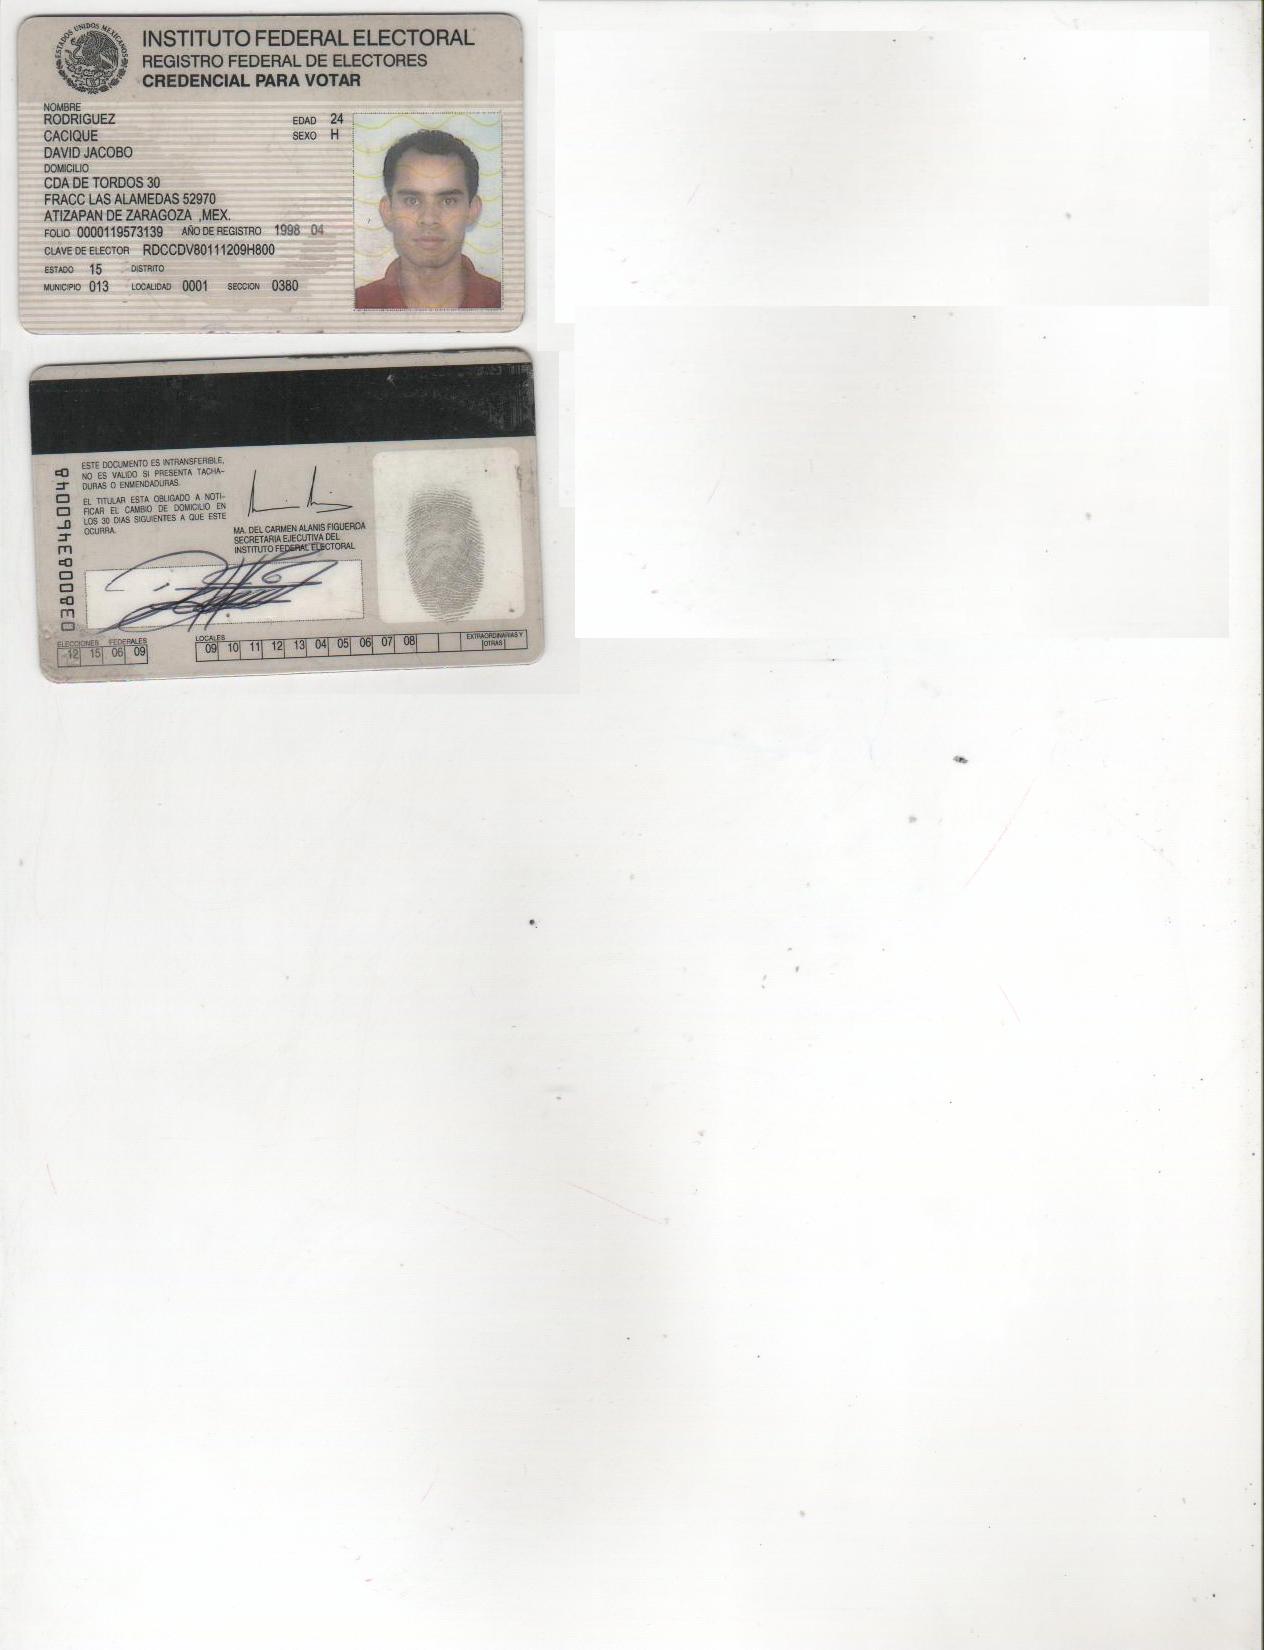 ESTADOS UNIDOS MEXICANOS
INSTITUTO FEDERAL ELECTORAL
REGISTRO FEDERAL DE ELECTORES
CREDENCIAL PARA VOTAR
NOMBRE
RODRIGUEZ
CACIQUE
DAVID JACOBO
EDAD 24
SEXO H
DOMICILIO
CDA DE TORDOS 30
FRACC LAS ALAMEDAS 52970
ATIZAPAN DE ZARAGOZA ,MEX.
FOLIO 0000119573139 AÑO DE REGISTRO 1998 04
CLAVE DE ELECTOR RDCCDV80111209H800
ESTADO 15 DISTRITO
MUNICIPIO 013 LOCALIDAD 0001 SECCION 0380
ESTE DOCUMENTO ES INTRANSFERIBLE,
NO ES VALIDO SI PRESENTA TACHA-
DURAS O ENMENDADURAS.
EL TITULAR ESTA OBLIGADO A NOTI-
FICAR EL CAMBIO DE DOMICILIO EN
LOS 30 DIAS SIGUIENTES A QUE ESTE
OCURRA.
MA. DEL CARMEN ALANIS FIGUEROA
SECRETARIA EJECUTIVA DEL
INSTITUTO FEDERAL ELECTORAL
ELECCIONES FEDERALES
12 15 06 09
LOCALES
09 10 11 12 13 04 05 06 07 08
EXTRAORDINARIAS Y
OTRAS